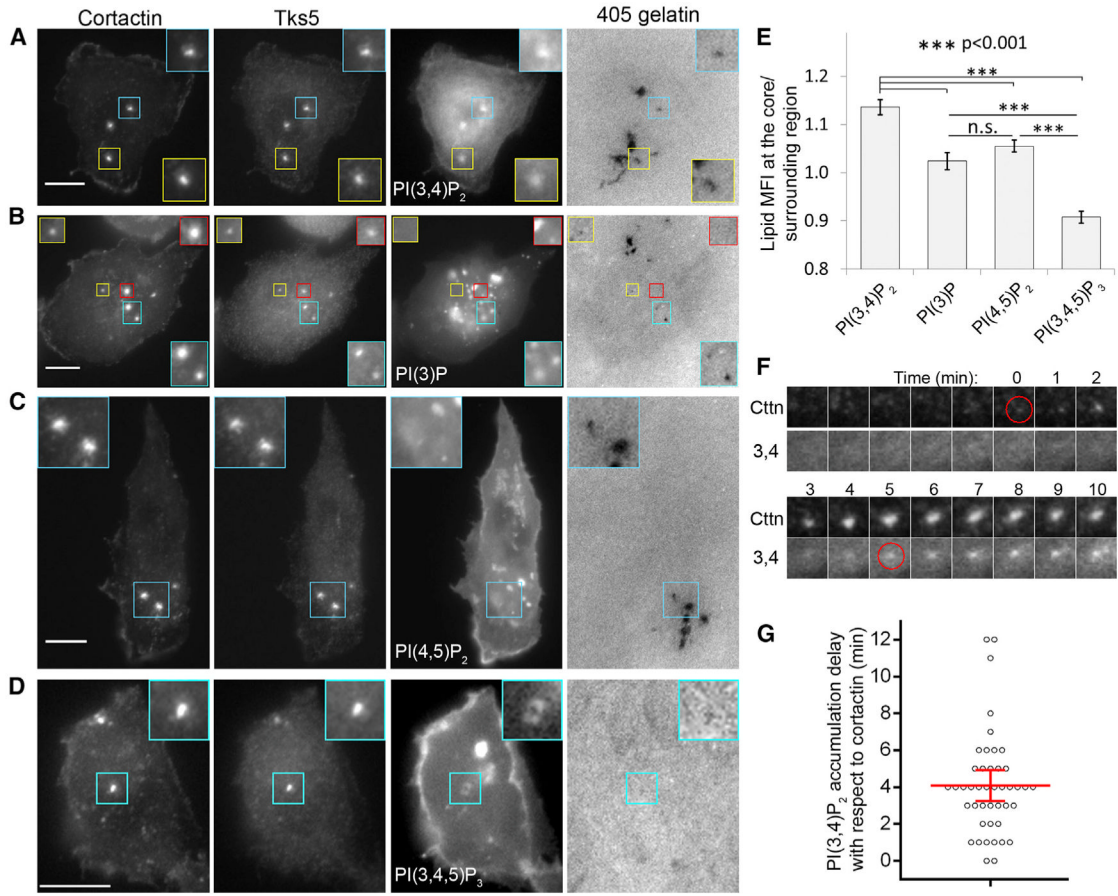 Cortactin Tks5 405 gelatin
A
PI(3,4)P2
B
PI(3)P
C
PI(4,5)P2
D
PI(3,4,5)P3
E
*** p<0.001
***
***
n.s. ***
Lipid MFI at the core/
surrounding region
1.2
1.1
1.0
0.9
0.8
PI(3,4)P2 PI(3)P PI(4,5)P2 PI(3,4,5)P3
F
Time (min): 0 1 2
Cttn
3,4
3 4 5 6 7 8 9 10
Cttn
3,4
G
PI(3,4)P2 accumulation delay
with respect to cortactin (min)
12
10
8
6
4
2
0